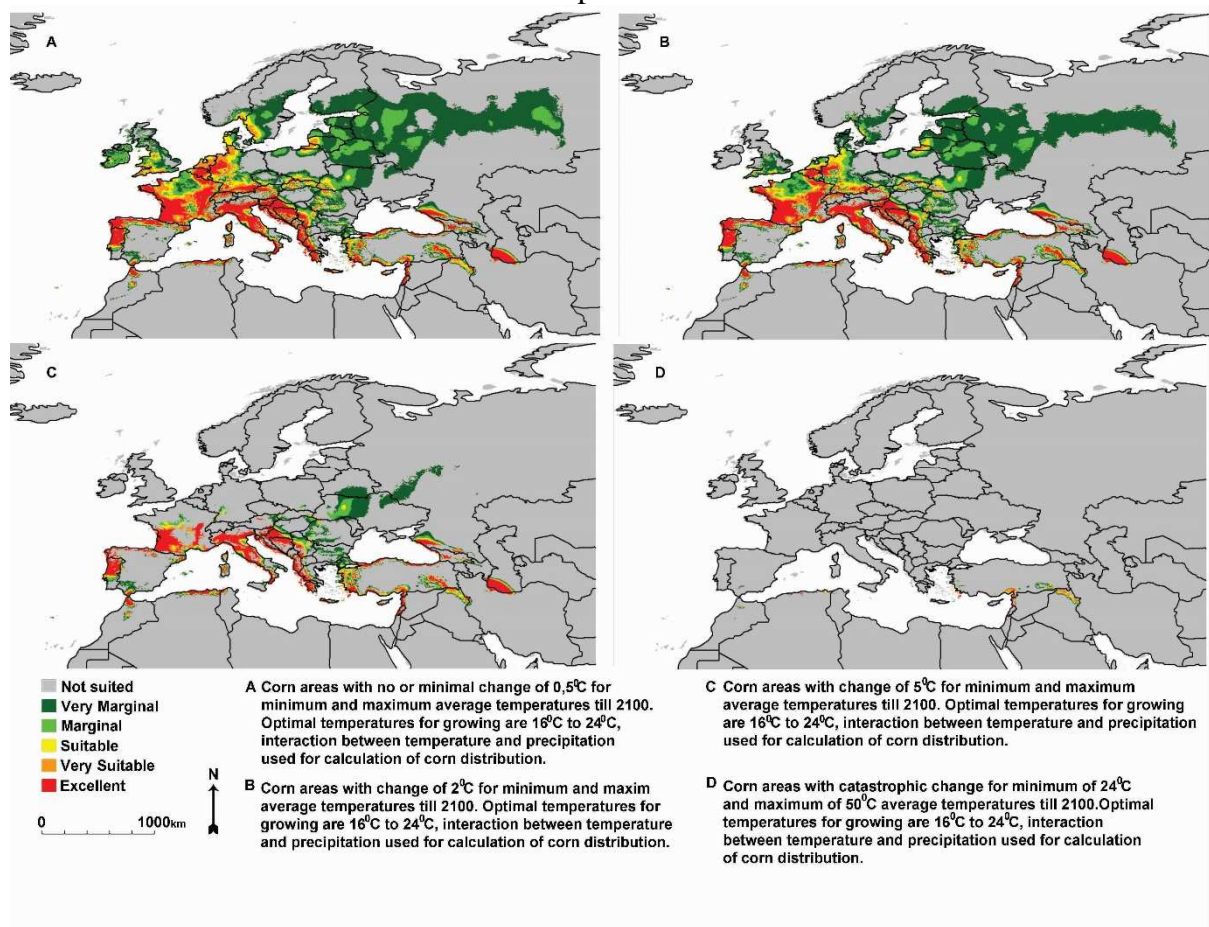 A
B
C
D
Not suited
Very Marginal
Marginal
Suitable
Very Suitable
Excellent
N
0 1000km
A Corn areas with no or minimal change of 0,5⁰C for
minimum and maximum average temperatures till 2100.
Optimal temperatures for growing are 16⁰C to 24⁰C,
interaction between temperature and precipitation
used for calculation of corn distribution.
B Corn areas with change of 2⁰C for minimum and maxim
average temperatures till 2100. Optimal temperatures for
growing are 16⁰C to 24⁰C, interaction between temperature
and precipitation used for calculation of corn distribution.
C Corn areas with change of 5⁰C for minimum and maximum
average temperatures till 2100. Optimal temperatures for growing
are 16⁰C to 24⁰C, interaction between temperature and precipitation
used for calculation of corn distribution.
D Corn areas with catastrophic change for minimum of 24⁰C
and maximum of 50⁰C average temperatures till 2100.Optimal
temperatures for growing are 16⁰C to 24⁰C, interaction
between temperature and precipitation used for calculation
of corn distribution.